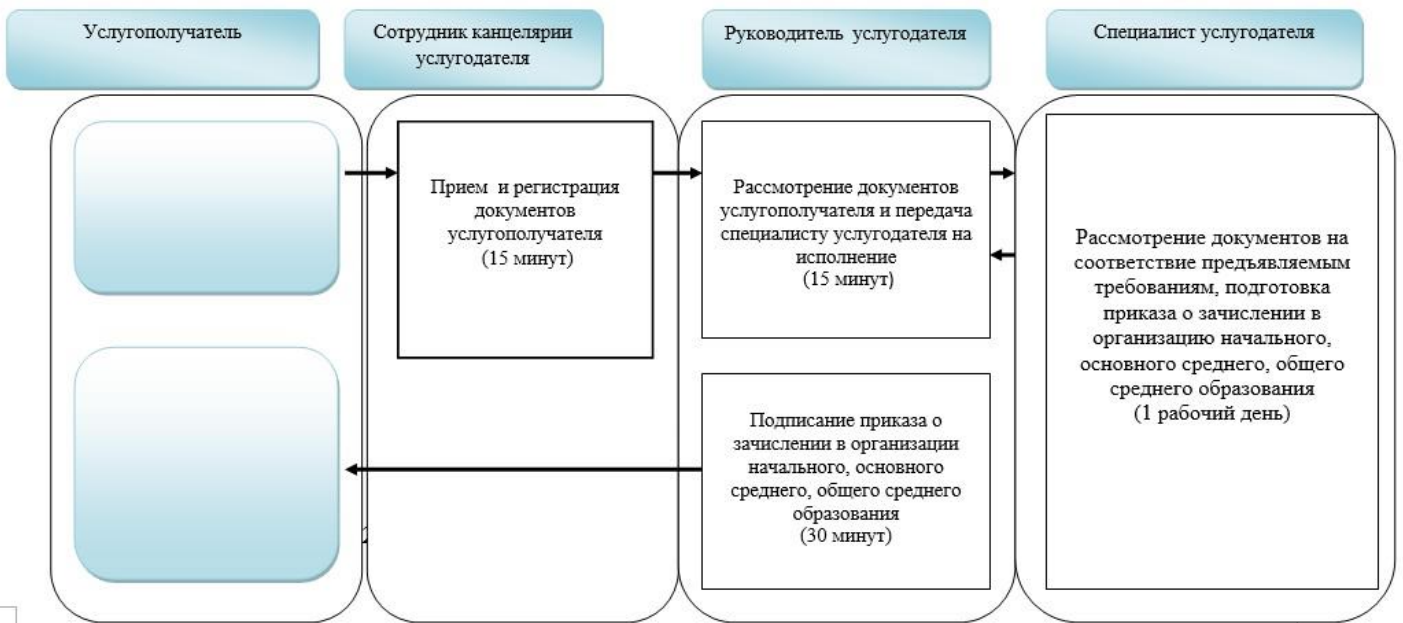 Услугополучатель
Сотрудник канцелярии
услугодателя
Руководитель услугодателя
Специалист услугодателя
Прием и регистрация
документов
услугополучателя
(15 минут)
Рассмотрение документов
услугополучателя и передача
специалисту услугодателя на
исполнение
(15 минут)
Рассмотрение документов на
соответствие предъявляемым
требованиям, подготовка
приказа о зачислении в
организацию начального,
основного среднего, общего
среднего образования
(1 рабочий день)
Подписание приказа о
зачислении в организации
начального, основного
среднего, общего среднего
образования
(30 минут)